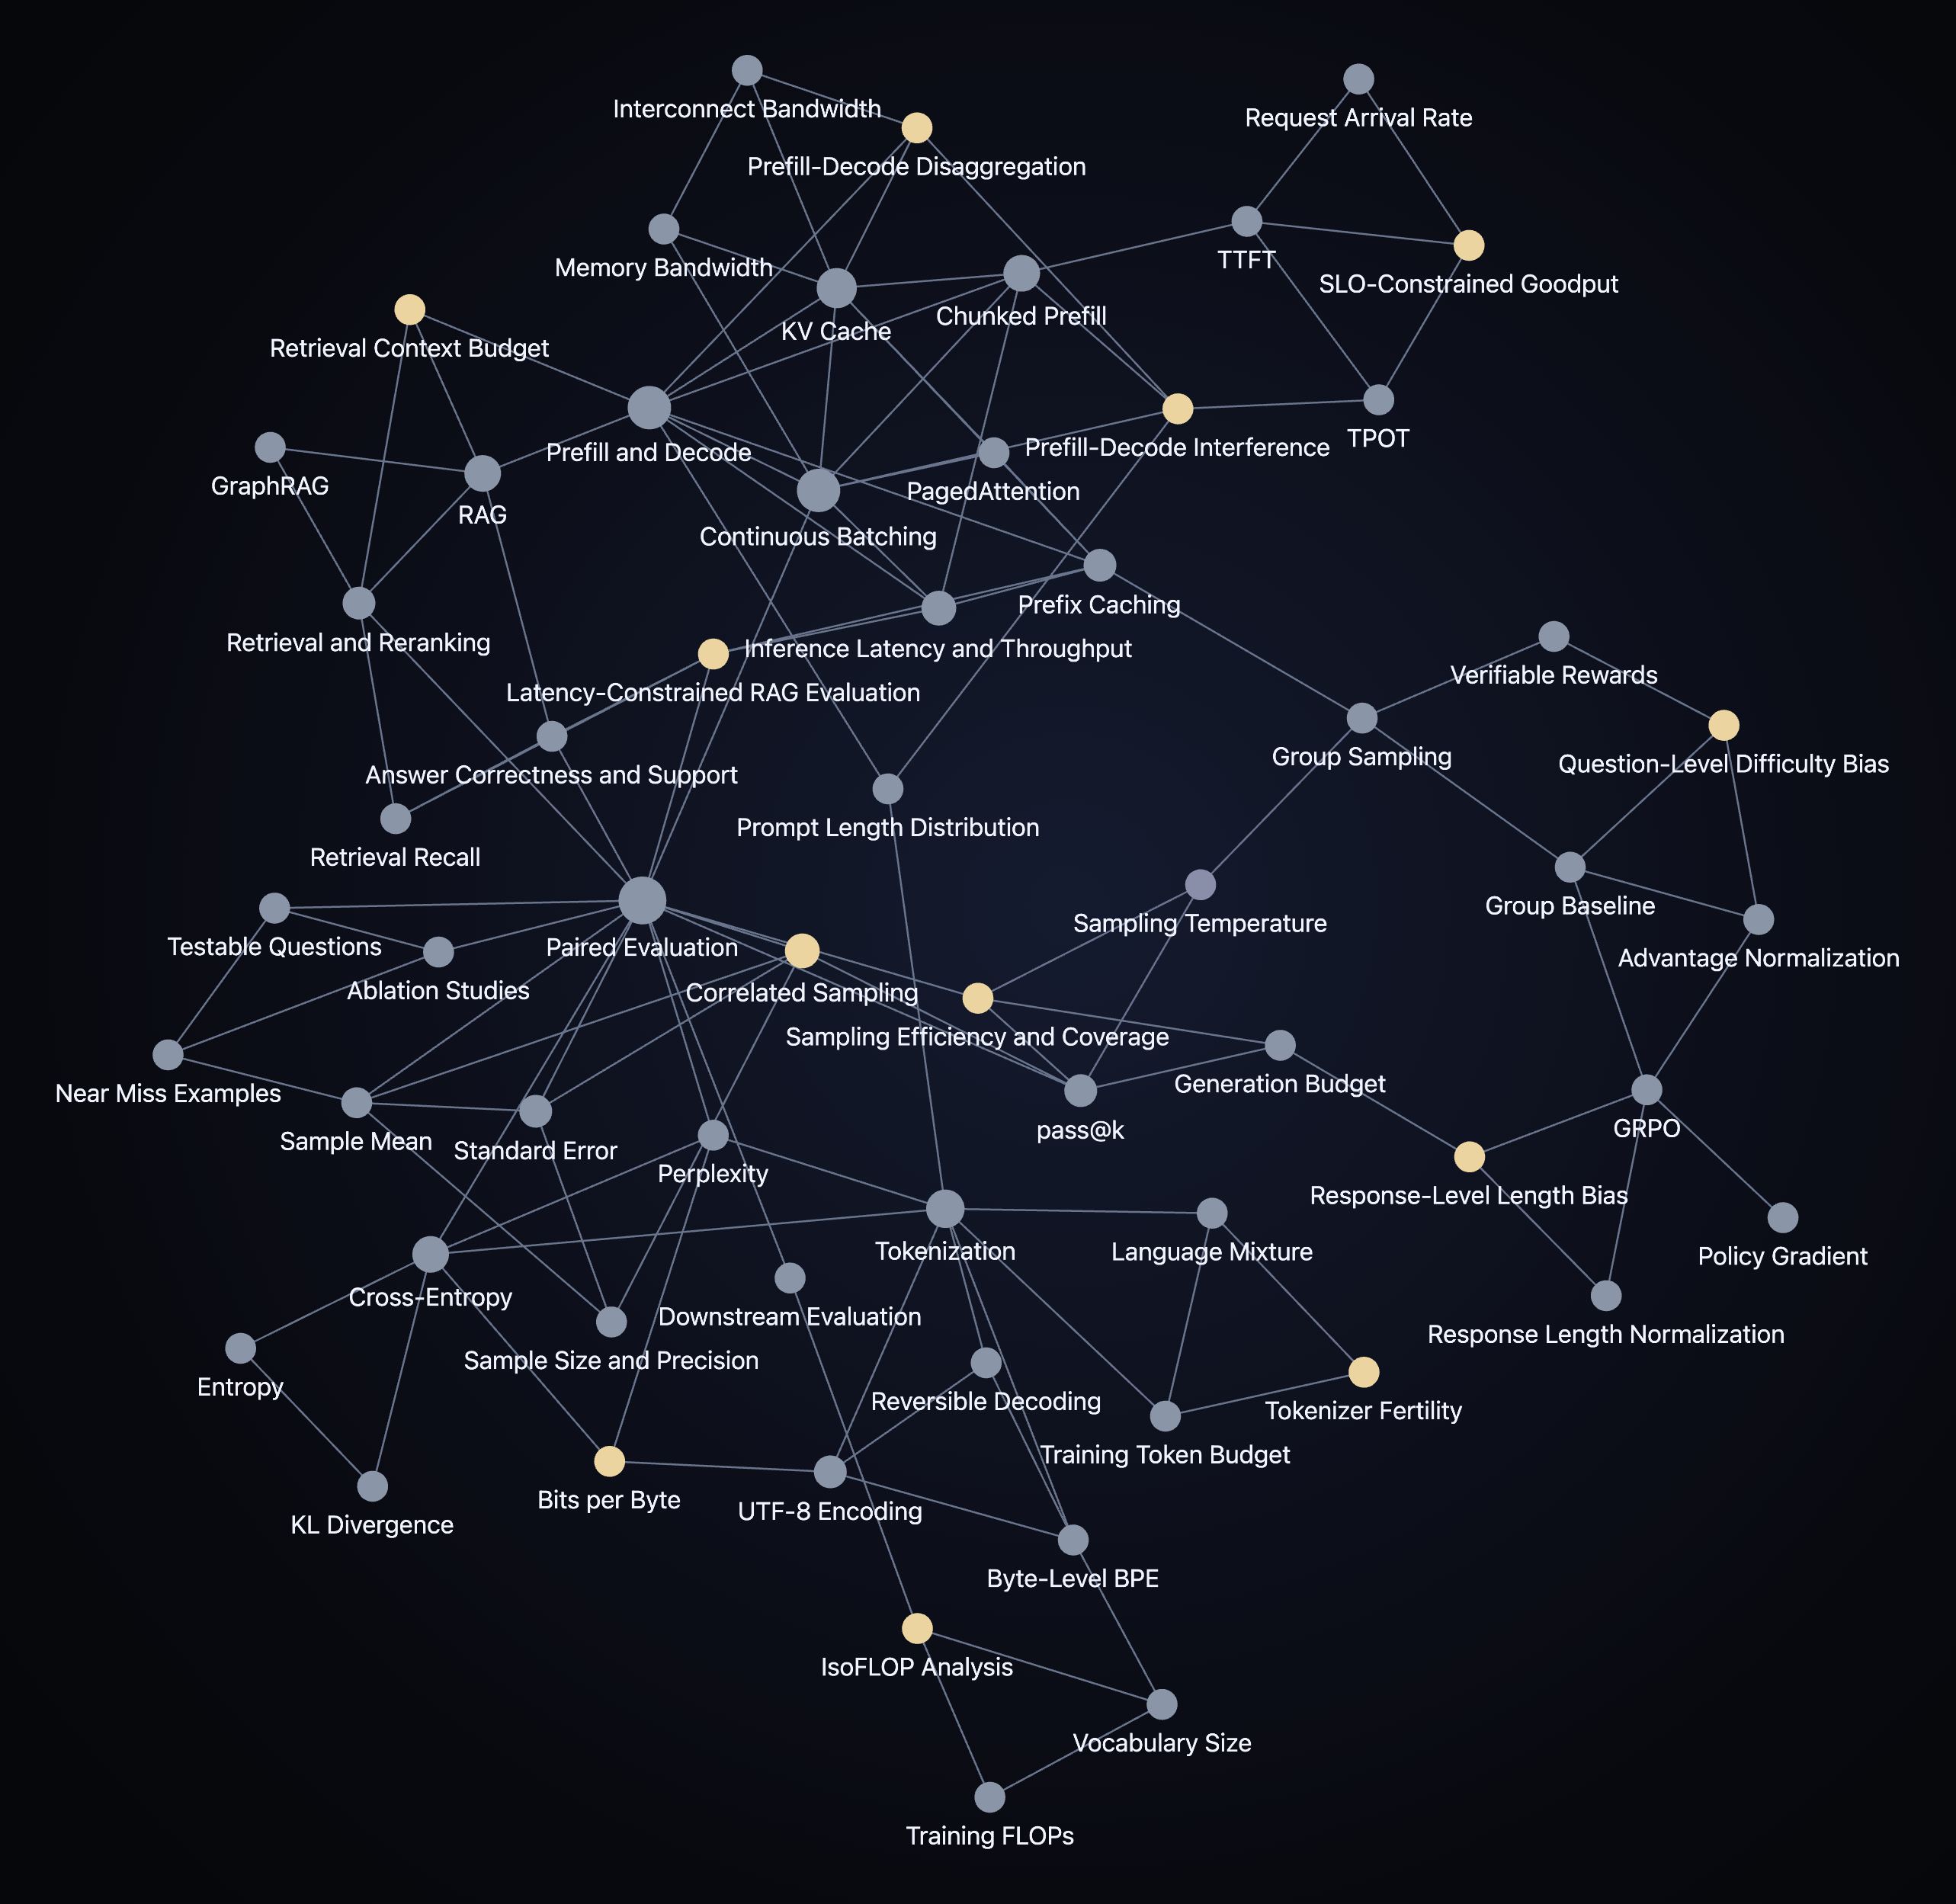 Interconnect Bandwidth
Request Arrival Rate
Prefill-Decode Disaggregation
TTFT
Memory Bandwidth
SLO-Constrained Goodput
Chunked Prefill
KV Cache
Retrieval Context Budget
TPOT
Prefill-Decode Interference
Prefill and Decode
GraphRAG
PagedAttention
RAG
Continuous Batching
Prefix Caching
Retrieval and Reranking
Inference Latency and Throughput
Verifiable Rewards
Latency-Constrained RAG Evaluation
Group Sampling
Question-Level Difficulty Bias
Answer Correctness and Support
Prompt Length Distribution
Retrieval Recall
Group Baseline
Sampling Temperature
Testable Questions
Paired Evaluation
Advantage Normalization
Ablation Studies
Correlated Sampling
Sampling Efficiency and Coverage
Generation Budget
Near Miss Examples
GRPO
pass@k
Sample Mean
Standard Error
Perplexity
Response-Level Length Bias
Tokenization
Language Mixture
Policy Gradient
Cross-Entropy
Downstream Evaluation
Response Length Normalization
Sample Size and Precision
Entropy
Reversible Decoding
Tokenizer Fertility
Training Token Budget
Bits per Byte
UTF-8 Encoding
KL Divergence
Byte-Level BPE
IsoFLOP Analysis
Vocabulary Size
Training FLOPs